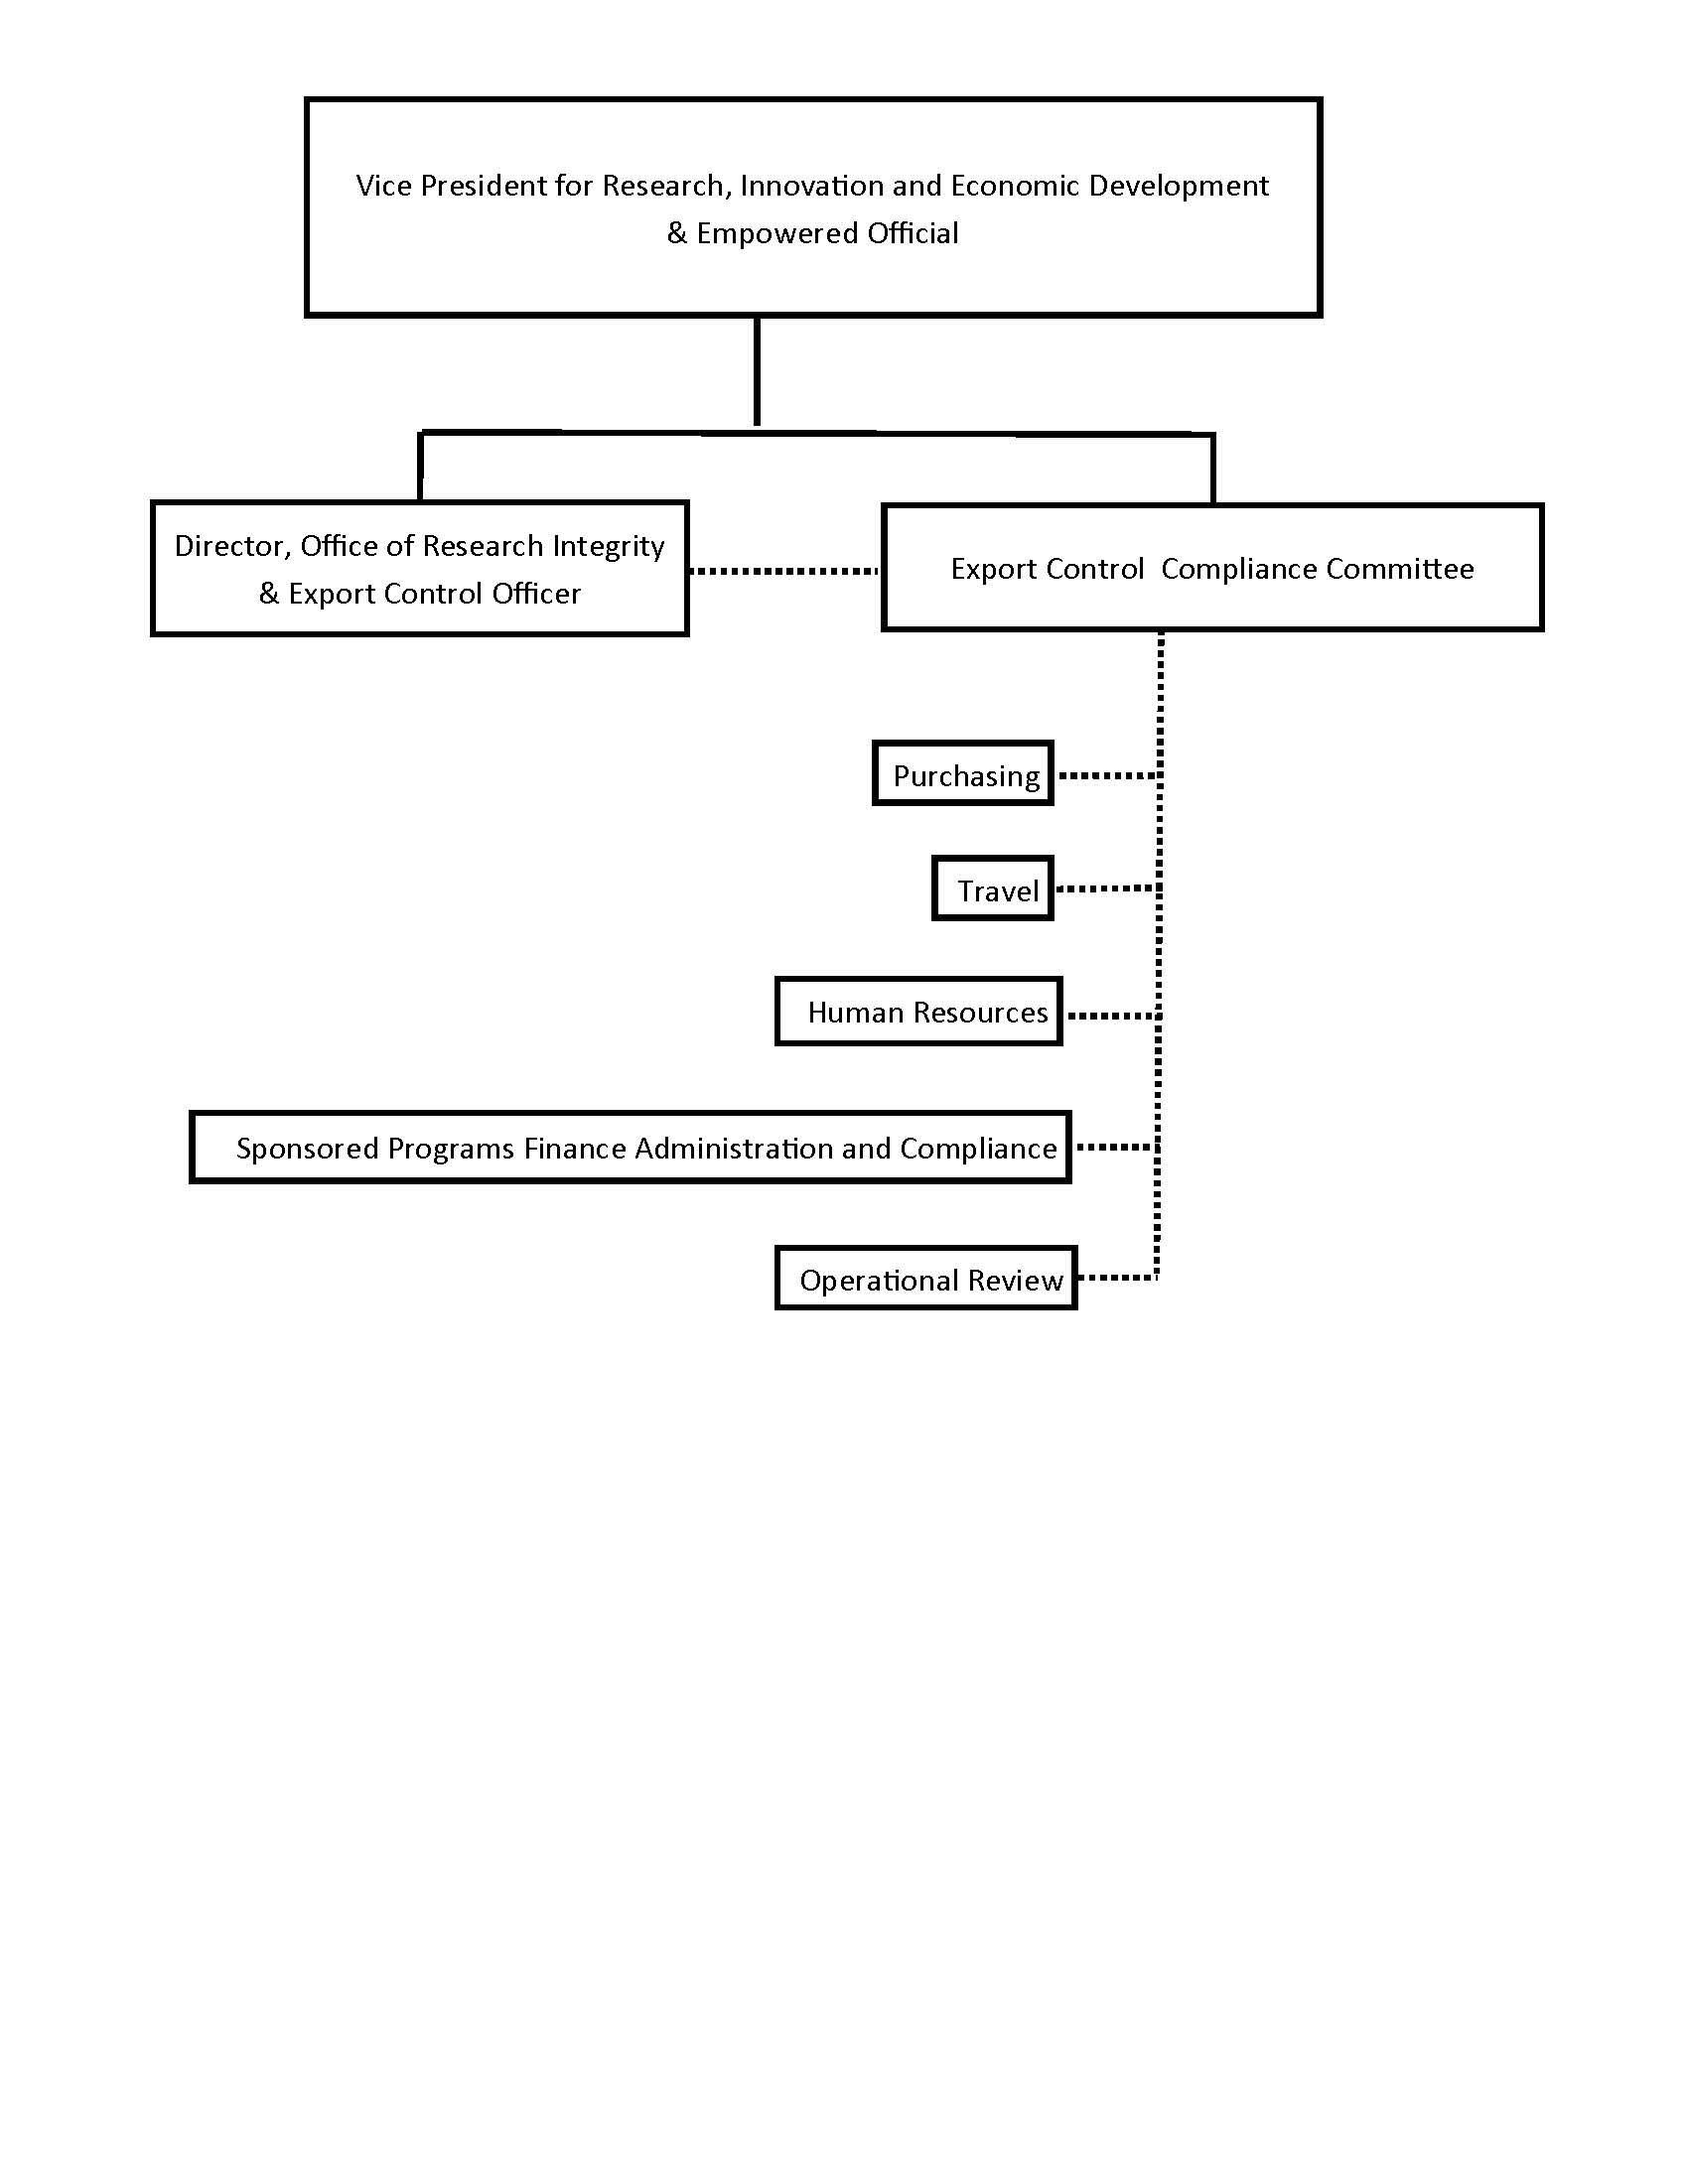 Vice President for Research, Innovation and Economic Development
& Empowered Official
Director, Office of Research Integrity
& Export Control Officer
Export Control  Compliance Committee
Purchasing
Travel
Human Resources
Sponsored Programs Finance Administration and Compliance
Operational Review